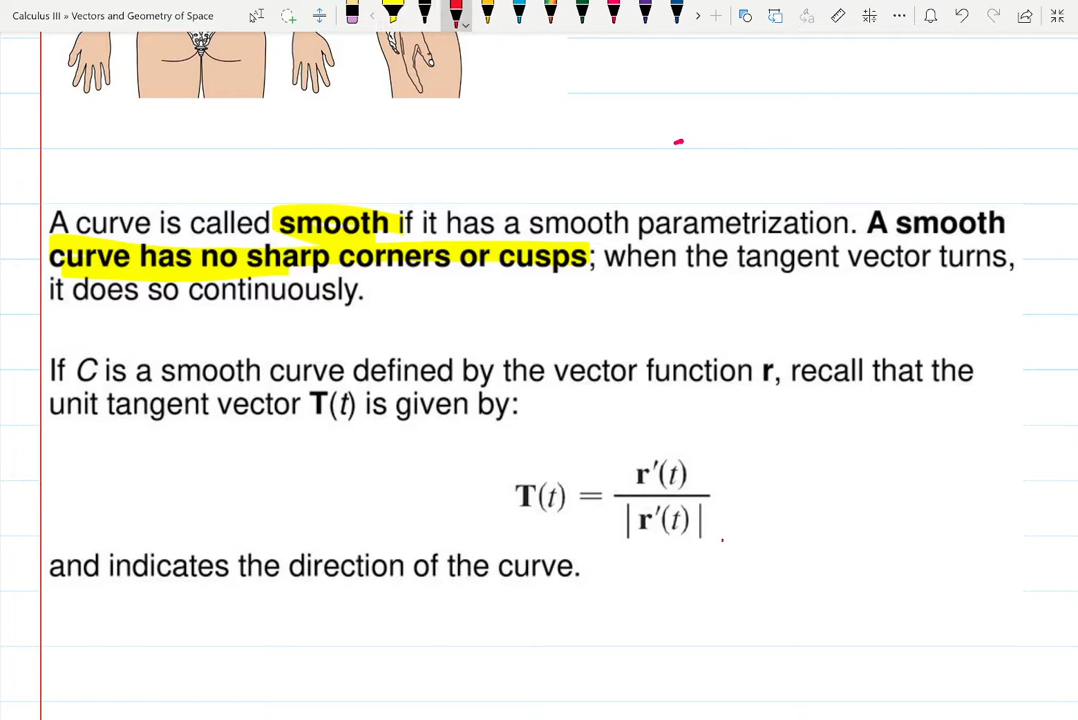 Calculus III » Vectors and Geometry of Space
A curve is called smooth if it has a smooth parametrization. A smooth
curve has no sharp corners or cusps; when the tangent vector turns,
it does so continuously.
If C is a smooth curve defined by the vector function r, recall that the
unit tangent vector T(t) is given by:
T(t) = r′(t) / |r′(t)|
and indicates the direction of the curve.